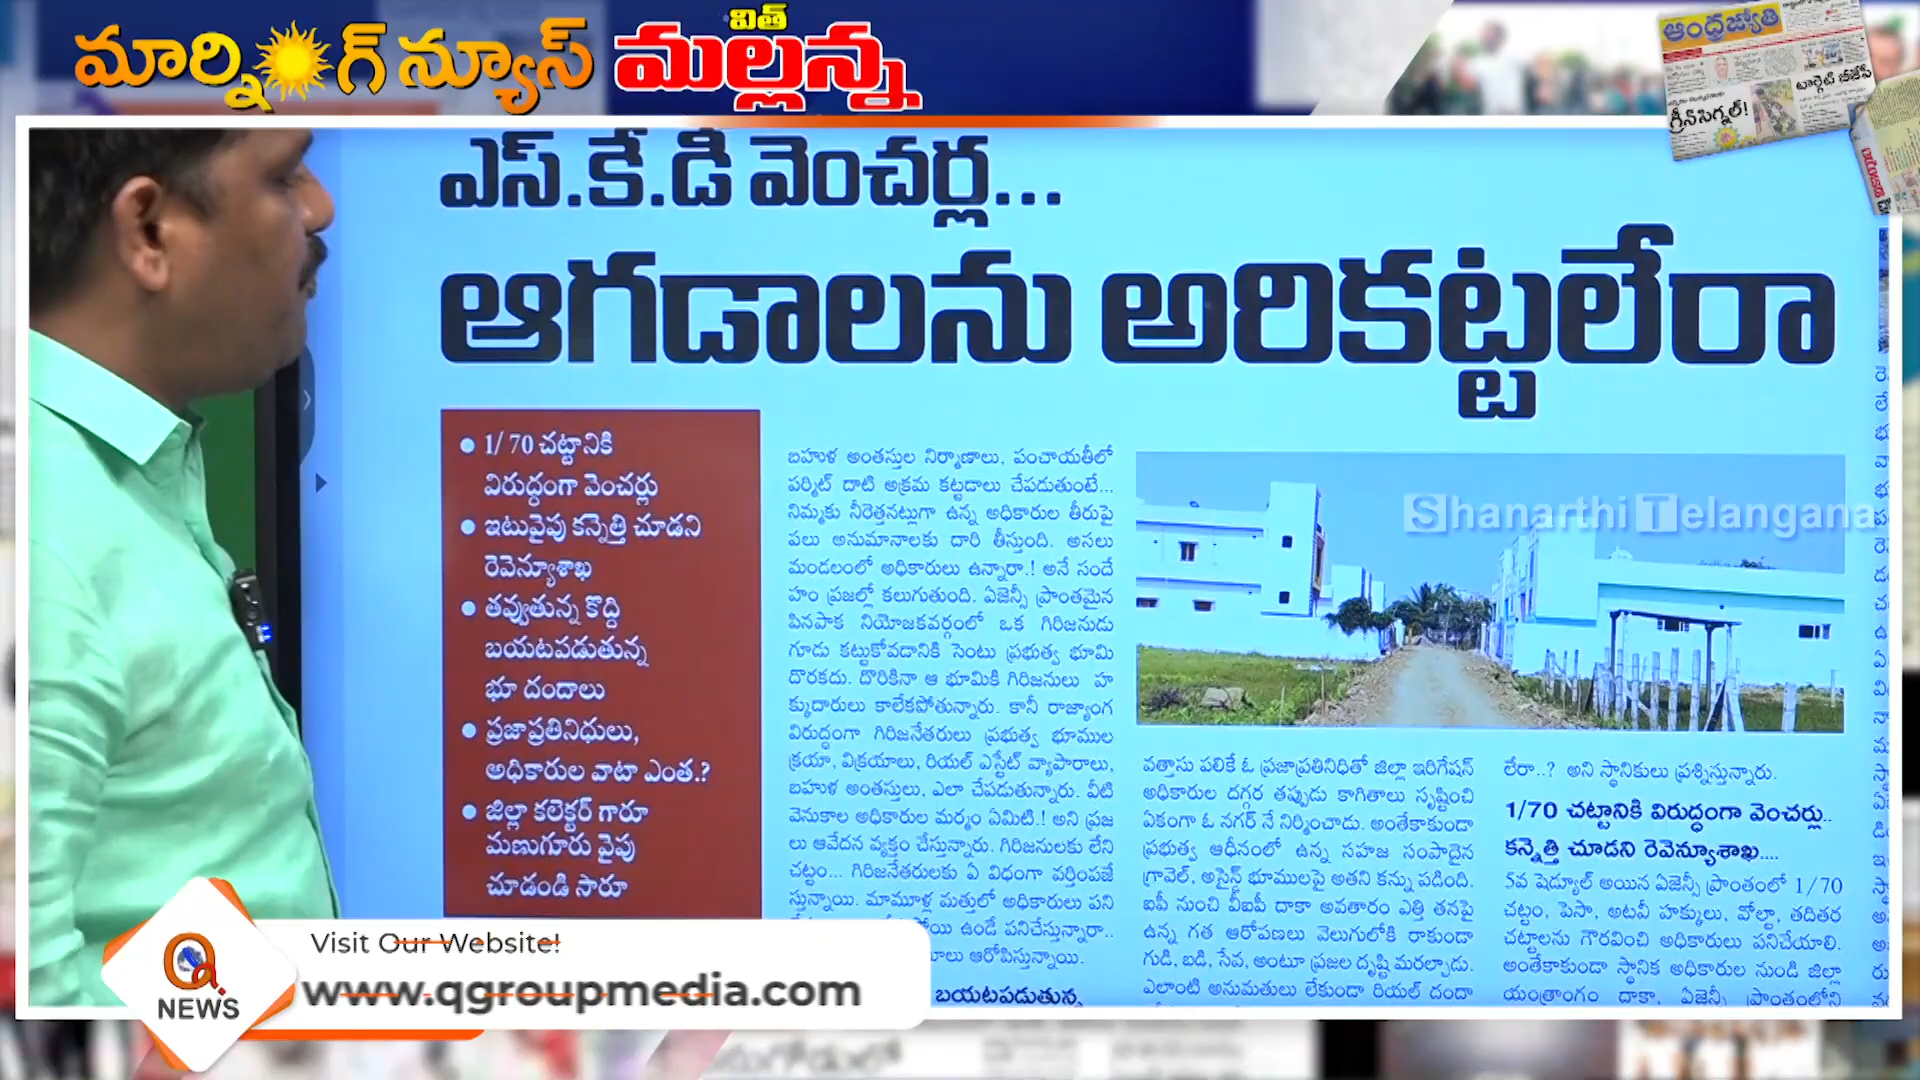 మార్నింగ్ న్యూస్ విత్ మల్లన్న
ఆంధ్రజ్యోతి
టార్గెట్ బీజేపీ
గ్రీన్‌సిగ్నల్!
ఎస్.కే.డి వెంచర్ల...
ఆగడాలను అరికట్టలేరా
• 1/70 చట్టానికి
విరుద్ధంగా వెంచర్లు
• ఇటువైపు కన్నెత్తి చూడని
రెవెన్యూశాఖ
• తవ్వుతున్న కొద్ది
బయటపడుతున్న
భూ దందాలు
• ప్రజాప్రతినిధులు,
అధికారుల వాటా ఎంత.?
• జిల్లా కలెక్టర్ గారూ
మణుగూరు వైపు
చూడండి సారూ
బహుళ అంతస్తుల నిర్మాణాలు, పంచాయతీలో
పర్మిట్ దాటి అక్రమ కట్టడాలు చేపడుతుంటే...
నిమ్మకు నీరెత్తనట్లుగా ఉన్న అధికారుల తీరుపై
పలు అనుమానాలకు దారి తీస్తుంది. అసలు
మండలంలో అధికారులు ఉన్నారా.! అనే సందే
హం ప్రజల్లో కలుగుతుంది. ఏజెన్సీ ప్రాంతమైన
పినపాక నియోజకవర్గంలో ఒక గిరిజనుడు
గూడు కట్టుకోవడానికి సెంటు ప్రభుత్వ భూమి
దొరకదు. దొరికినా ఆ భూమికి గిరిజనులు హ
క్కుదారులు కాలేకపోతున్నారు. కానీ రాజ్యాంగ
విరుద్ధంగా గిరిజనేతరులు ప్రభుత్వ భూముల
క్రయా, విక్రయాలు, రియల్ ఎస్టేట్ వ్యాపారాలు,
బహుళ అంతస్తులు, ఎలా చేపడుతున్నారు. వీటి
వెనుకాల అధికారుల మర్మం ఏమిటి.! అని ప్రజ
లు ఆవేదన వ్యక్తం చేస్తున్నారు. గిరిజనులకు లేని
చట్టం... గిరిజనేతరులకు ఏ విధంగా వర్తింపజే
స్తున్నాయి. మామూళ్ల మత్తులో అధికారులు పని
యి ఉండే పనిచేస్తున్నారా..
లు ఆరోపిస్తున్నాయి.
బయటపడుతున్న
Shanarthi Telangana
వత్తాసు పలికే ఓ ప్రజాప్రతినిధితో జిల్లా ఇరిగేషన్
అధికారుల దగ్గర తప్పుడు కాగితాలు సృష్టించి
ఏకంగా ఓ నగర్ నే నిర్మించాడు. అంతేకాకుండా
ప్రభుత్వ ఆధీనంలో ఉన్న సహజ సంపాదైన
గ్రావెల్, అసైన్డ్ భూములపై అతని కన్ను పడింది.
ఐపీ నుంచి వీఐపీ దాకా అవతారం ఎత్తి తనపై
ఉన్న గత ఆరోపణలు వెలుగులోకి రాకుండా
గుడి, బడి, సేవ, అంటూ ప్రజల దృష్టి మరల్చాడు.
ఎలాంటి అనుమతులు లేకుండా రియల్ దందా
లేరా..? అని స్థానికులు ప్రశ్నిస్తున్నారు.
1/70 చట్టానికి విరుద్ధంగా వెంచర్లు..
కన్నెత్తి చూడని రెవెన్యూశాఖ....
5వ షెడ్యూల్ అయిన ఏజెన్సీ ప్రాంతంలో 1/70
చట్టం, పెసా, అటవీ హక్కులు, వోల్టా, తదితర
చట్టాలను గౌరవించి అధికారులు పనిచేయాలి.
అంతేకాకుండా స్థానిక అధికారుల నుండి జిల్లా
యంత్రాంగం దాకా, ఏజెన్సీ ప్రాంతంలోని
Visit Our Website!
www.qgroupmedia.com
Q NEWS